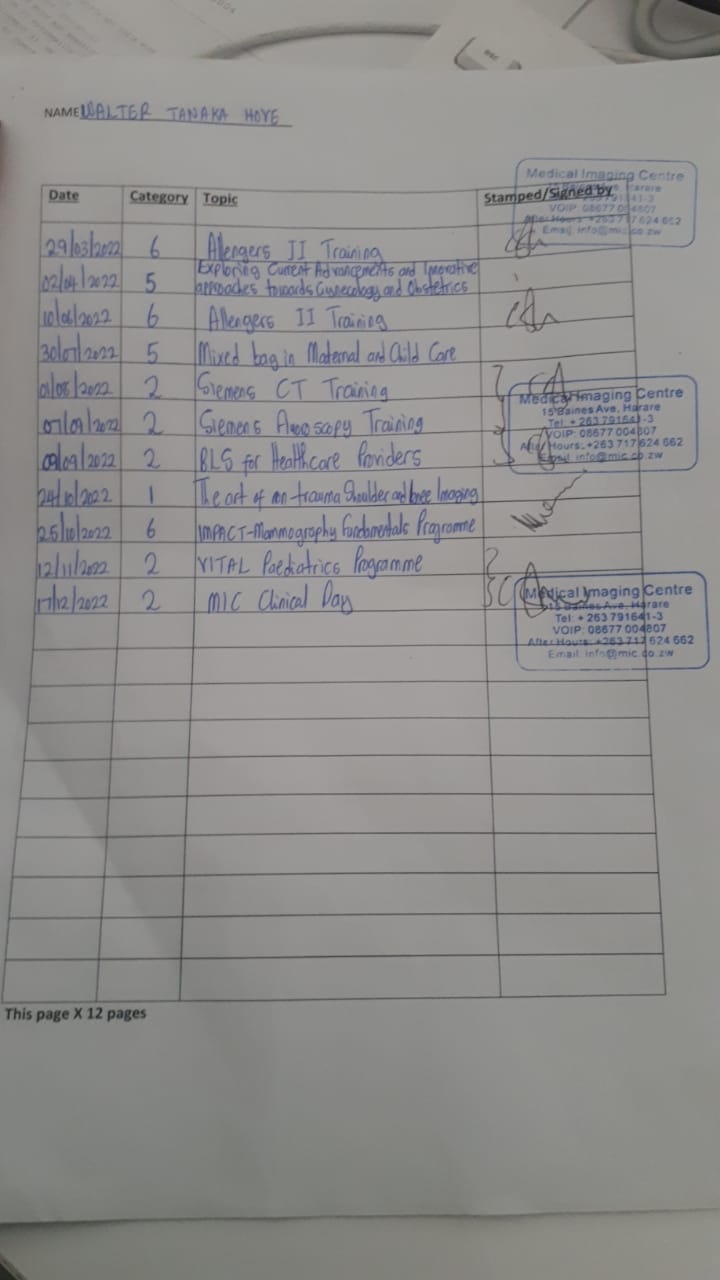 NAME WALTER TANAKA HOVE
Medical Imaging Centre
Date Category Topic Stamped/Signed by
VOIP: 08677 004807
After Hours: +263 717 624 662
Email: info@mic.co.zw
29/03/2022 6 Allengers II Training
02/04/2022 5 Exploring Current Advancements and Innovative
approaches towards Gynecology and Obstetrics
10/06/2022 6 Allengers II Training
30/07/2022 5 Mixed bag in Maternal and Child Care
01/08/2022 2 Siemens CT Training
Medical Imaging Centre
15 Baines Ave, Harare
07/09/2022 2 Siemens Fluoroscopy Training
Tel: +263 791641-3
VOIP: 08677 004807
After Hours: +263 717 624 662
09/09/2022 2 BLS for Healthcare Providers
Email: info@mic.co.zw
24/10/2022 1 The art of non-trauma Shoulder and knee Imaging
25/10/2022 6 IMPACT-Mammography Fundamentals Programme
12/11/2022 2 VITAL Paediatrics Programme
17/12/2022 2 MIC Clinical Day
Medical Imaging Centre
15 Baines Ave, Harare
Tel: +263 791641-3
VOIP: 08677 004807
After Hours: +263 717 624 662
Email: info@mic.co.zw
This page X 12 pages